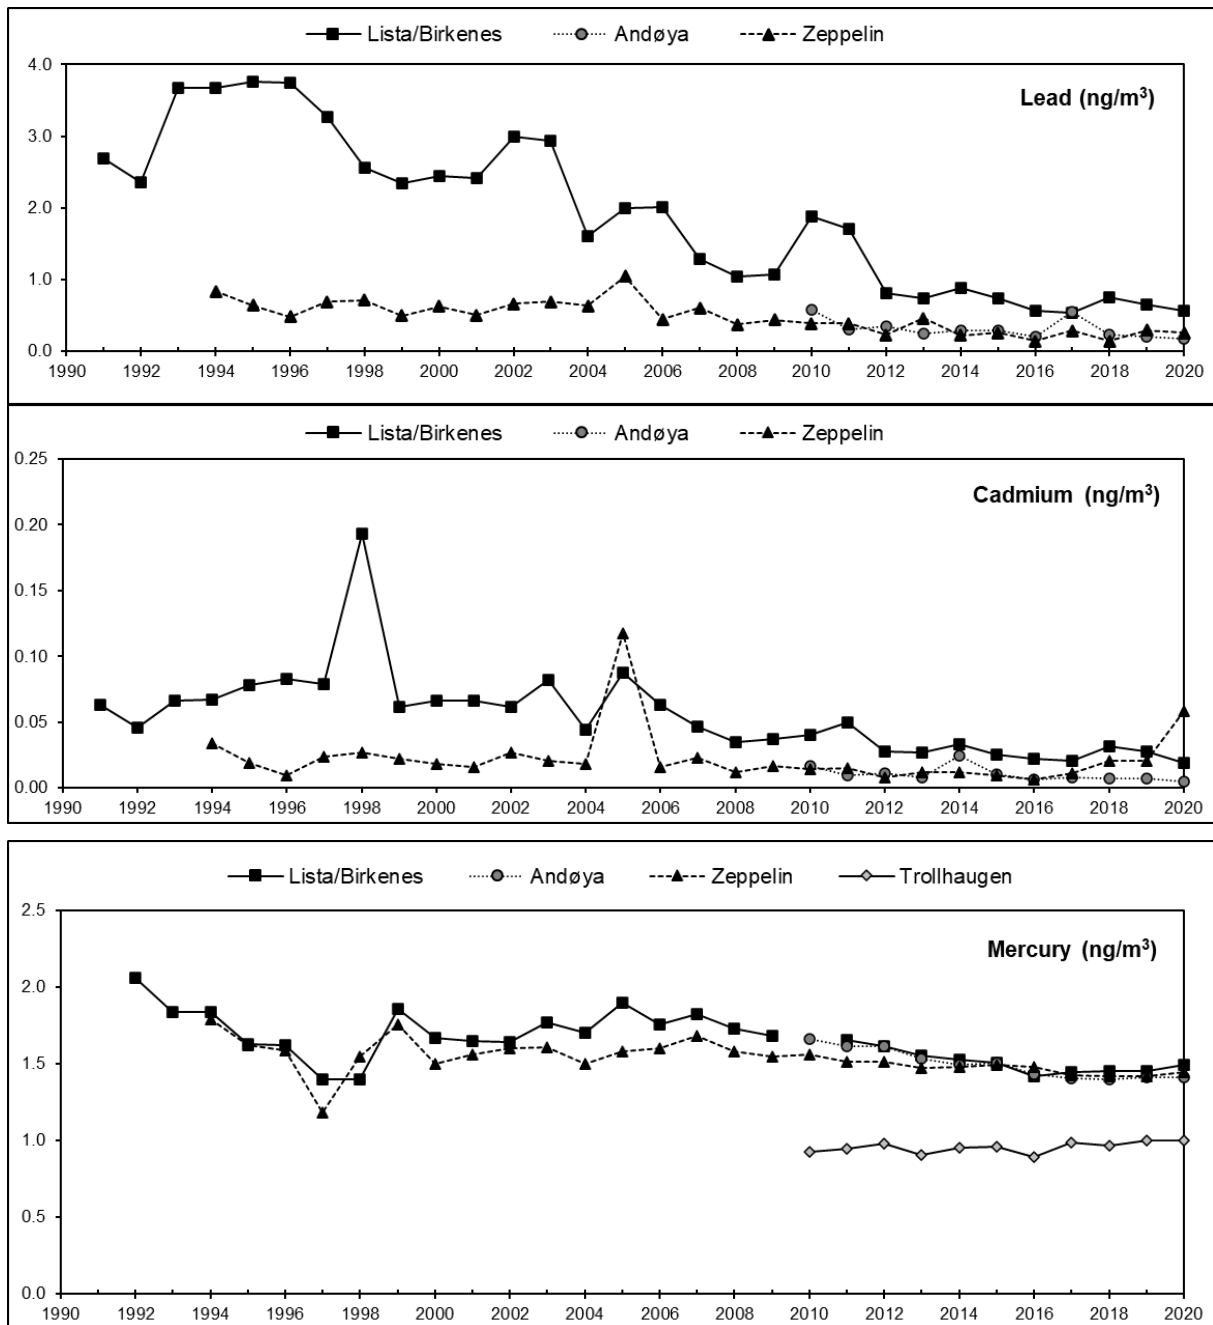 Lista/Birkenes Andøya Zeppelin
Lead (ng/m³)
4.0
3.0
2.0
1.0
0.0
1990 1992 1994 1996 1998 2000 2002 2004 2006 2008 2010 2012 2014 2016 2018 2020
Lista/Birkenes Andøya Zeppelin
Cadmium (ng/m³)
0.25
0.20
0.15
0.10
0.05
0.00
1990 1992 1994 1996 1998 2000 2002 2004 2006 2008 2010 2012 2014 2016 2018 2020
Lista/Birkenes Andøya Zeppelin Trollhaugen
Mercury (ng/m³)
2.5
2.0
1.5
1.0
0.5
0.0
1990 1992 1994 1996 1998 2000 2002 2004 2006 2008 2010 2012 2014 2016 2018 2020